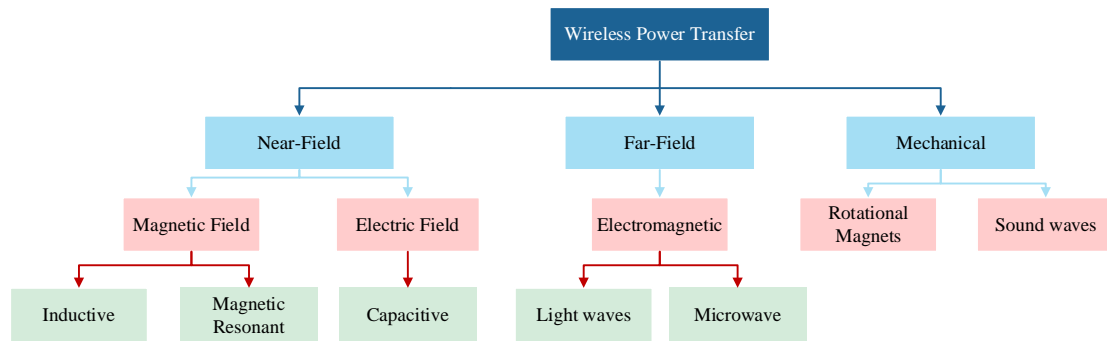 Wireless Power Transfer
Near-Field
Far-Field
Mechanical
Magnetic Field
Electric Field
Electromagnetic
Rotational
Magnets
Sound waves
Inductive
Magnetic
Resonant
Capacitive
Light waves
Microwave